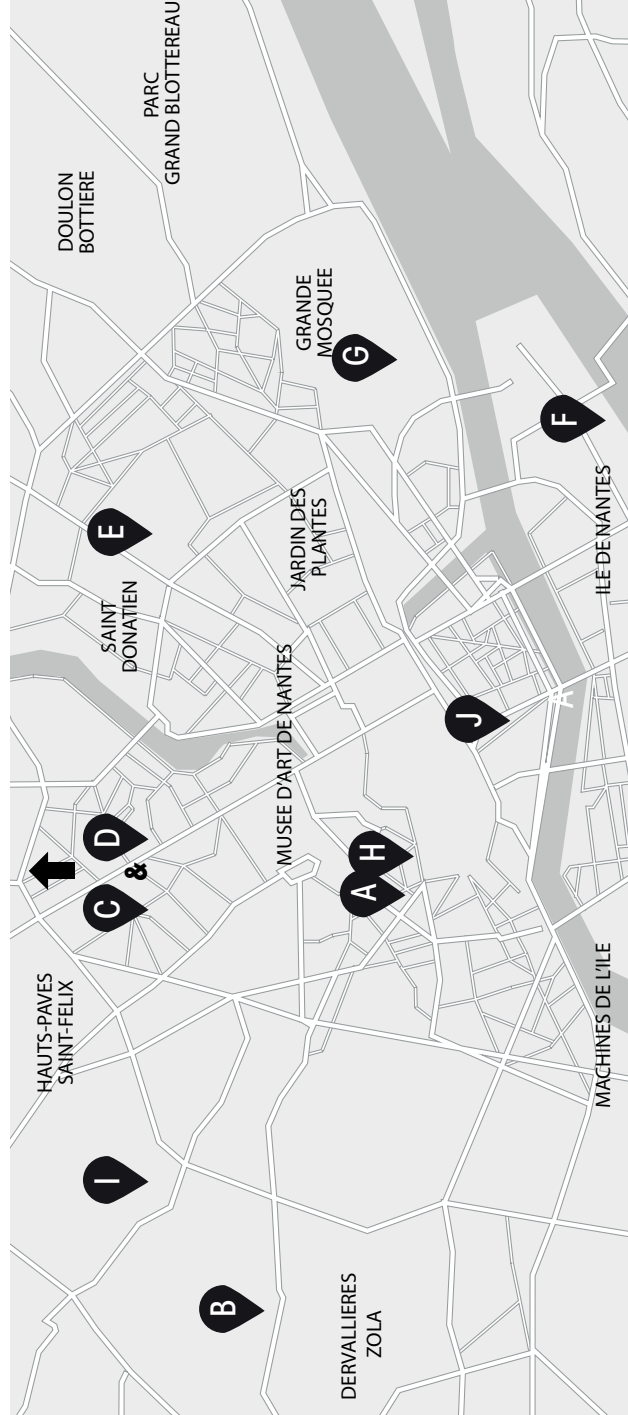 PARC
GRAND BLOTTEREAU
DOULON
BOTTIERE
GRANDE
MOSQUEE
G
F
E
SAINT
DONATIEN
JARDIN DES
PLANTES
ILE DE NANTES
MUSEE D'ART DE NANTES
J
A
D
&
C
H
A
HAUTS-PAVES
SAINT-FELIX
MACHINES DE L'ILE
I
B
DERVALLIERES
ZOLA